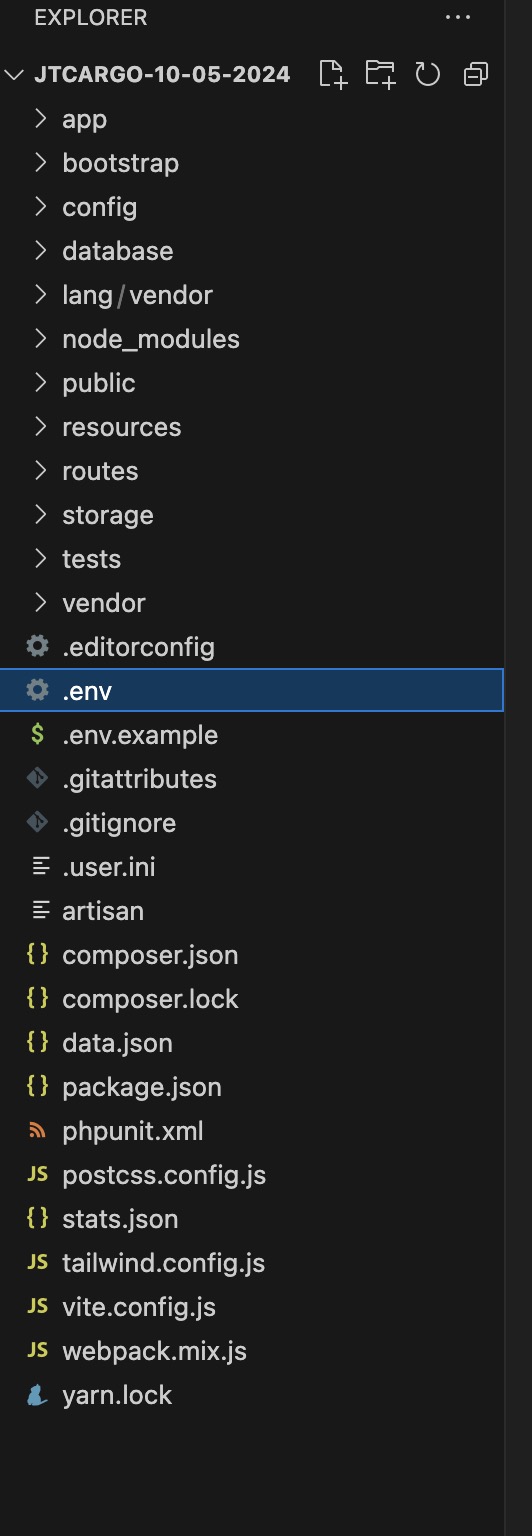 EXPLORER
JTCARGO-10-05-2024
app
bootstrap
config
database
lang/vendor
node_modules
public
resources
routes
storage
tests
vendor
.editorconfig
.env
$ .env.example
.gitattributes
.gitignore
.user.ini
artisan
{} composer.json
{} composer.lock
{} data.json
{} package.json
phpunit.xml
JS postcss.config.js
{} stats.json
JS tailwind.config.js
JS vite.config.js
JS webpack.mix.js
yarn.lock